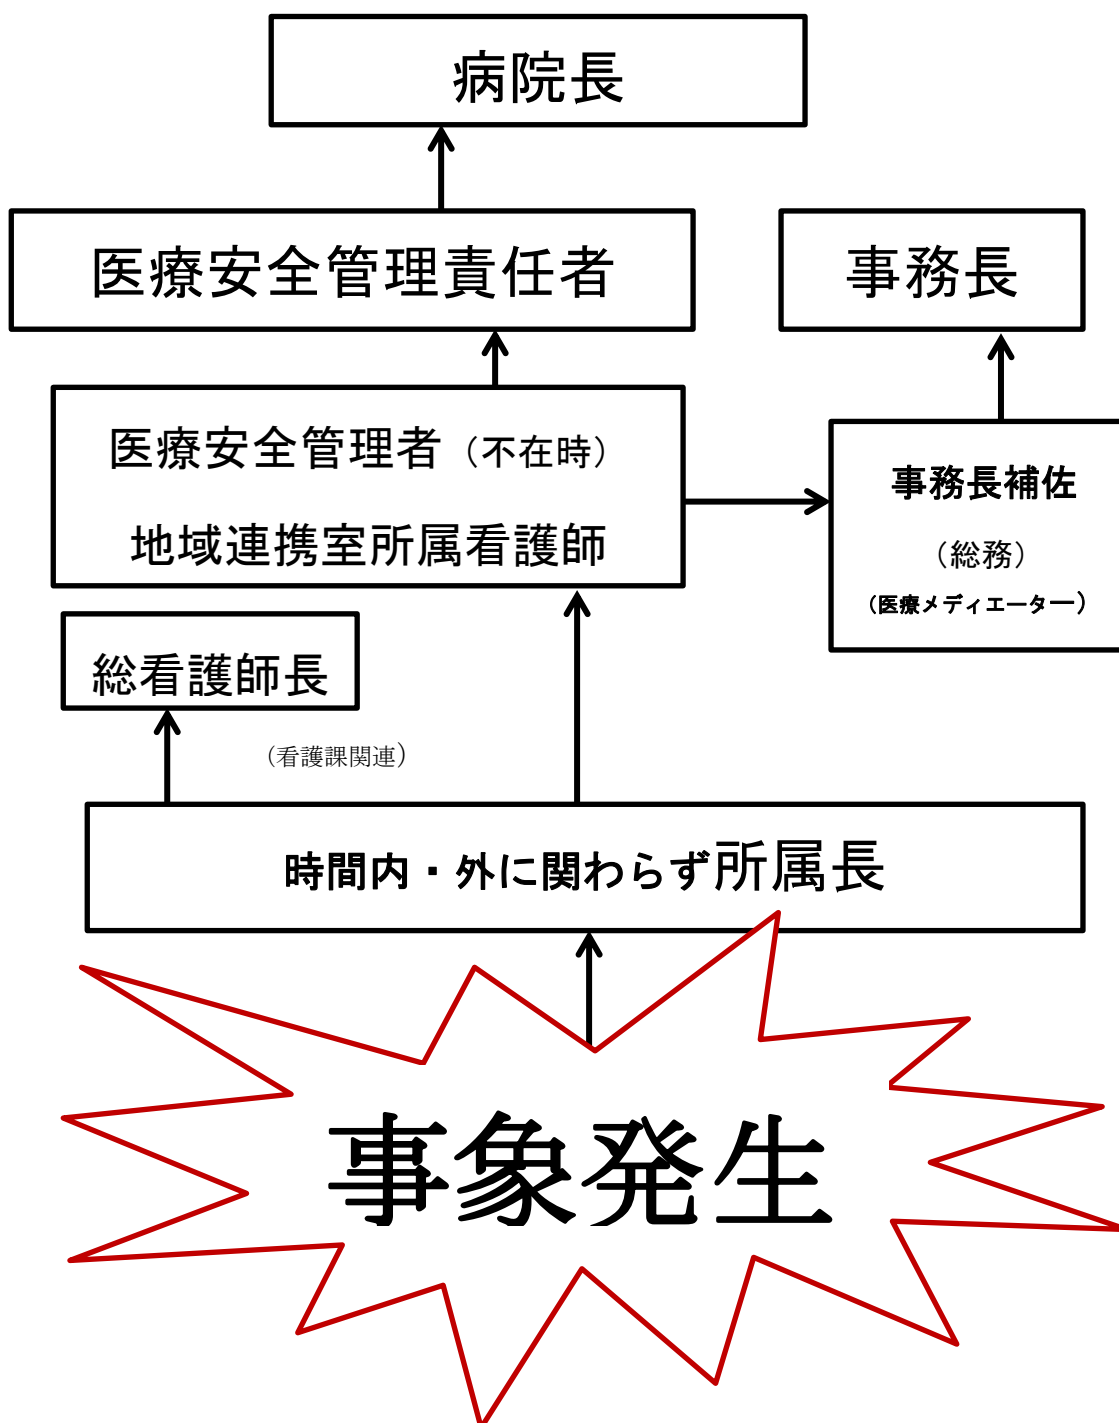 病院長
医療安全管理責任者
事務長
医療安全管理者（不在時）
地域連携室所属看護師
事務長補佐
（総務）
（医療メディエーター）
総看護師長
（看護課関連）
時間内・外に関わらず所属長
事象発生